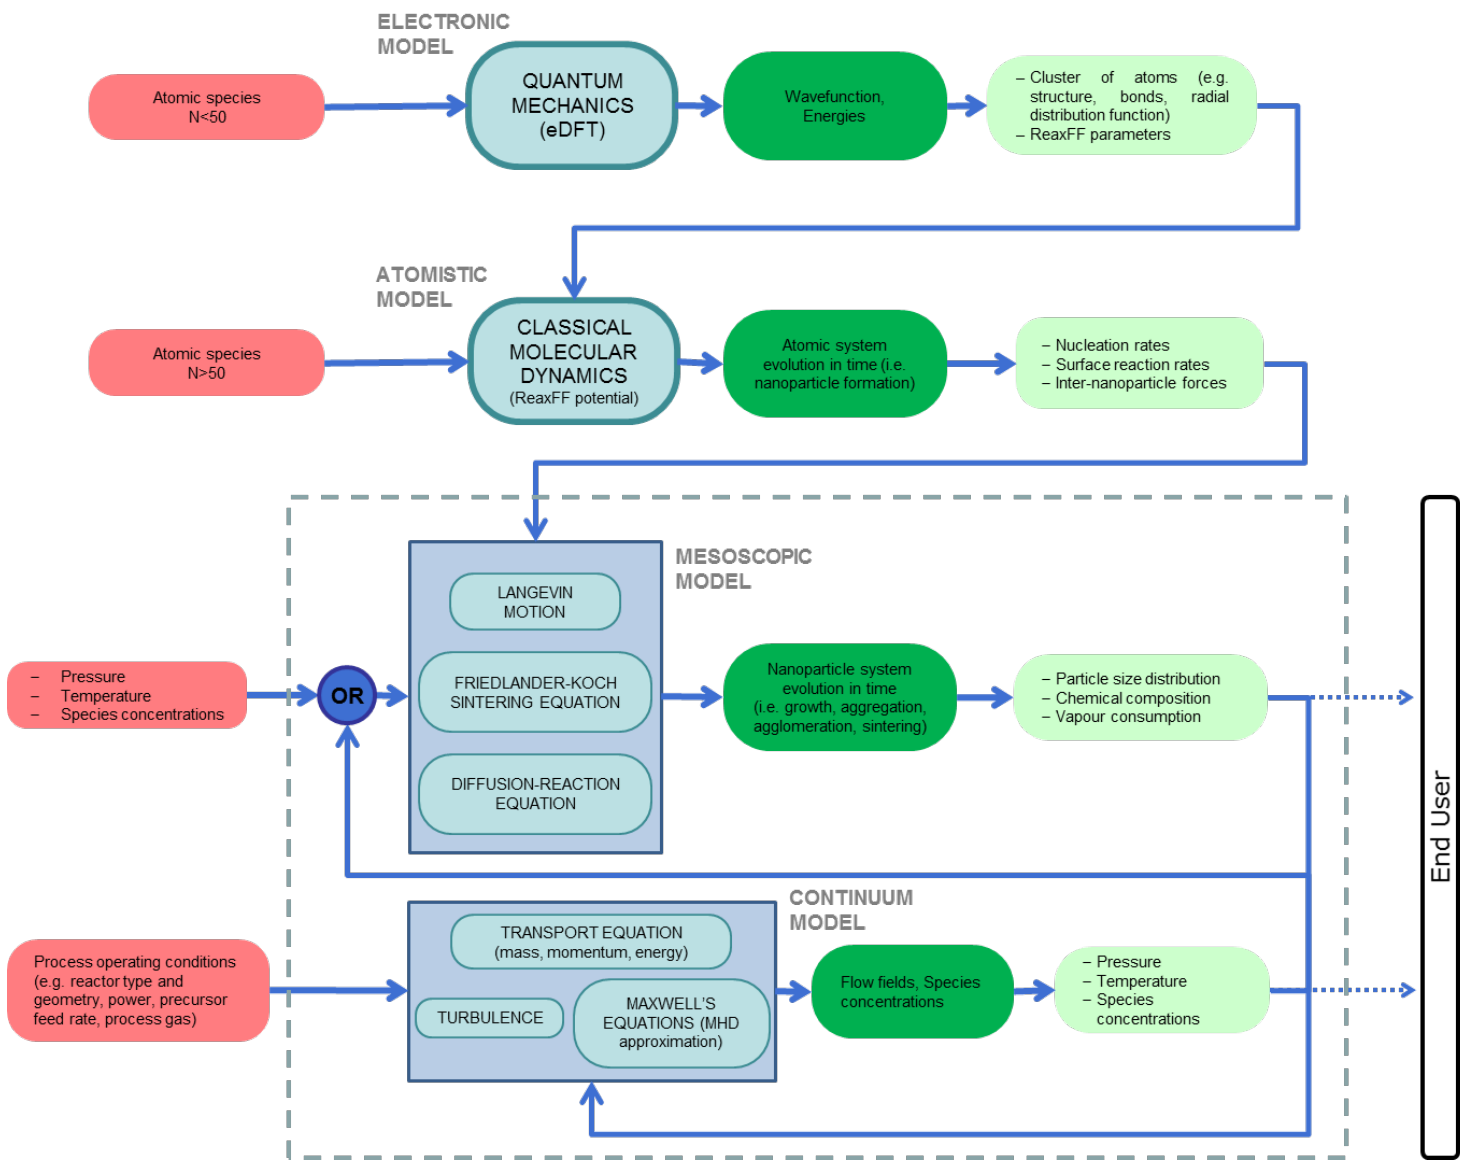 ELECTRONIC
MODEL
Atomic species
N<50
QUANTUM
MECHANICS
(eDFT)
Wavefunction,
Energies
– Cluster of atoms (e.g.
structure, bonds, radial
distribution function)
– ReaxFF parameters
ATOMISTIC
MODEL
Atomic species
N>50
CLASSICAL
MOLECULAR
DYNAMICS
(ReaxFF potential)
Atomic system
evolution in time (i.e.
nanoparticle formation)
– Nucleation rates
– Surface reaction rates
– Inter-nanoparticle forces
MESOSCOPIC
MODEL
– Pressure
– Temperature
– Species concentrations
OR
LANGEVIN
MOTION
FRIEDLANDER-KOCH
SINTERING EQUATION
DIFFUSION-REACTION
EQUATION
Nanoparticle system
evolution in time
(i.e. growth, aggregation,
agglomeration, sintering)
– Particle size distribution
– Chemical composition
– Vapour consumption
CONTINUUM
MODEL
Process operating conditions
(e.g. reactor type and
geometry, power, precursor
feed rate, process gas)
TRANSPORT EQUATION
(mass, momentum, energy)
TURBULENCE
MAXWELL'S
EQUATIONS (MHD
approximation)
Flow fields, Species
concentrations
– Pressure
– Temperature
– Species
concentrations
End User